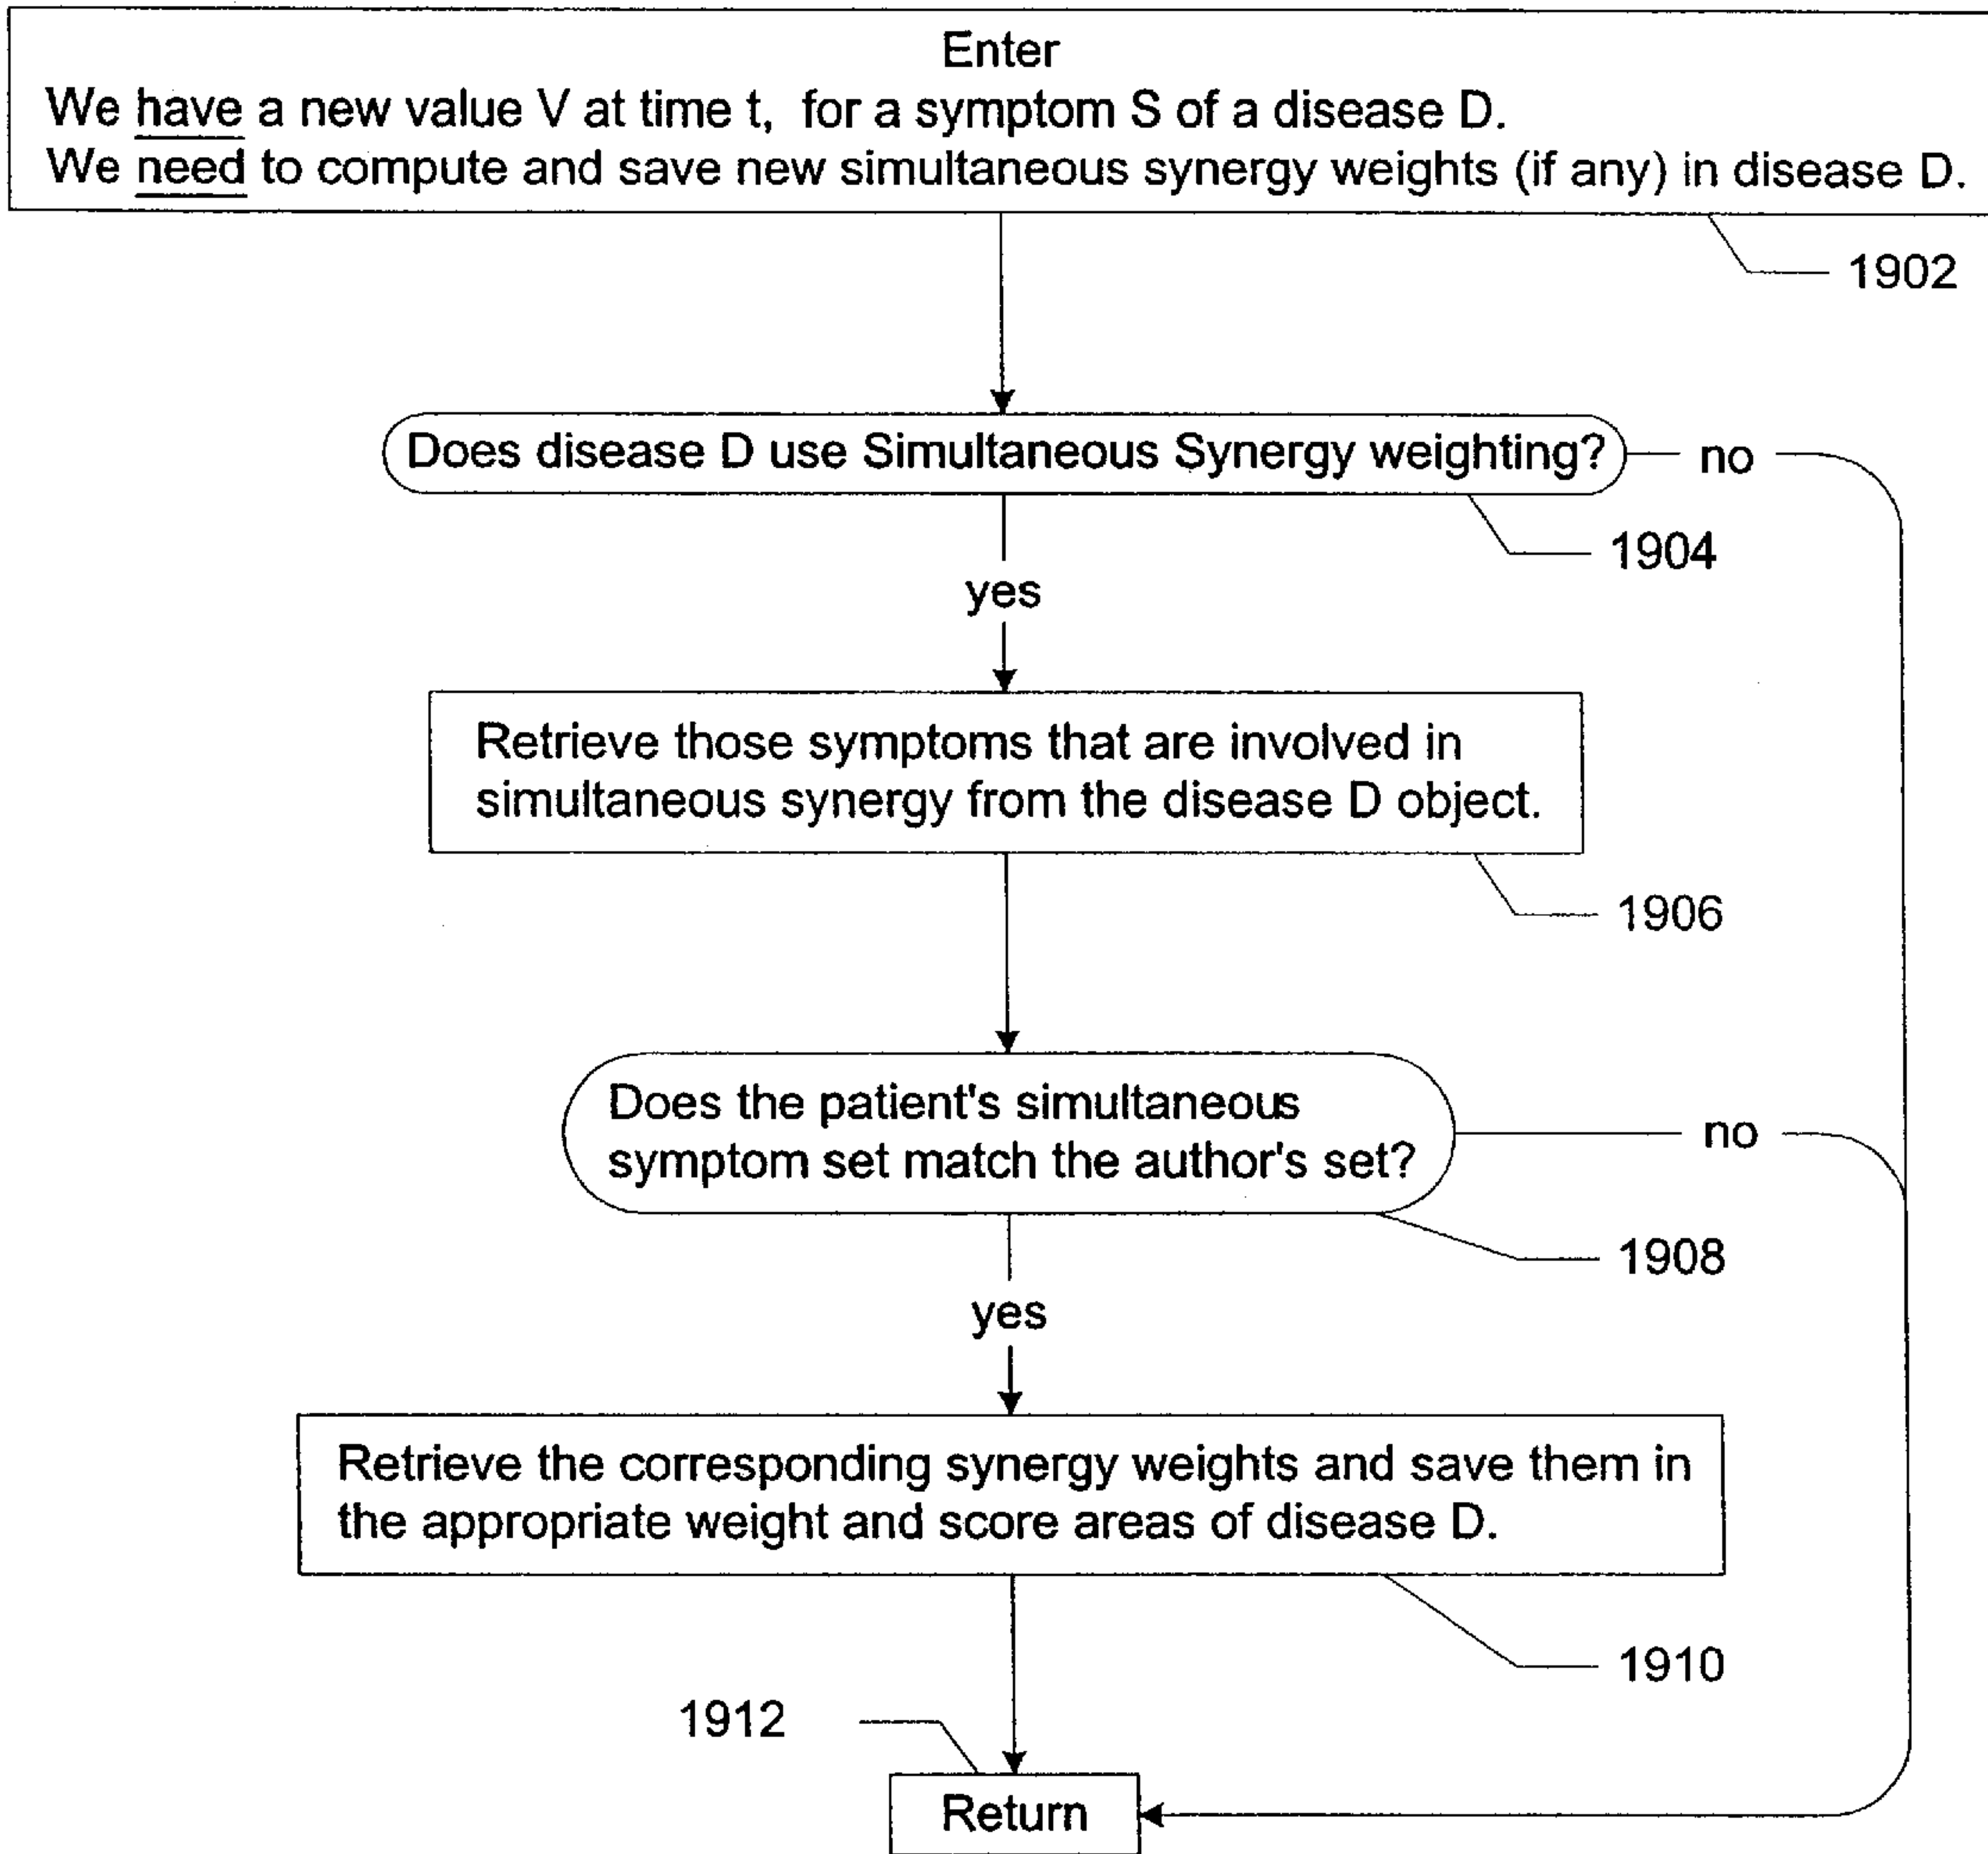 Enter
We have a new value V at time t, for a symptom S of a disease D.
We need to compute and save new simultaneous synergy weights (if any) in disease D.
1902
Does disease D use Simultaneous Synergy weighting?
no
1904
yes
Retrieve those symptoms that are involved in
simultaneous synergy from the disease D object.
1906
Does the patient's simultaneous
symptom set match the author's set?
no
1908
yes
Retrieve the corresponding synergy weights and save them in
the appropriate weight and score areas of disease D.
1910
1912
Return